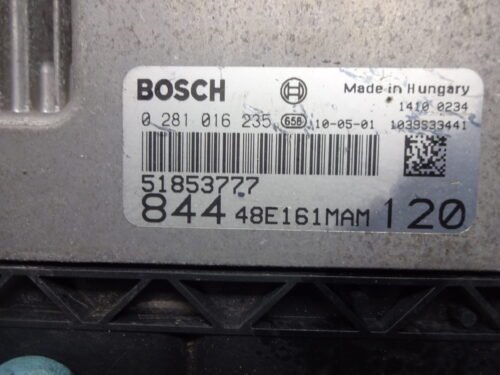 BOSCH Made in Hungary
1410 0234
0 281 016 235 658 10-05-01 1039S33441
51853777
844 48E161MAM 120